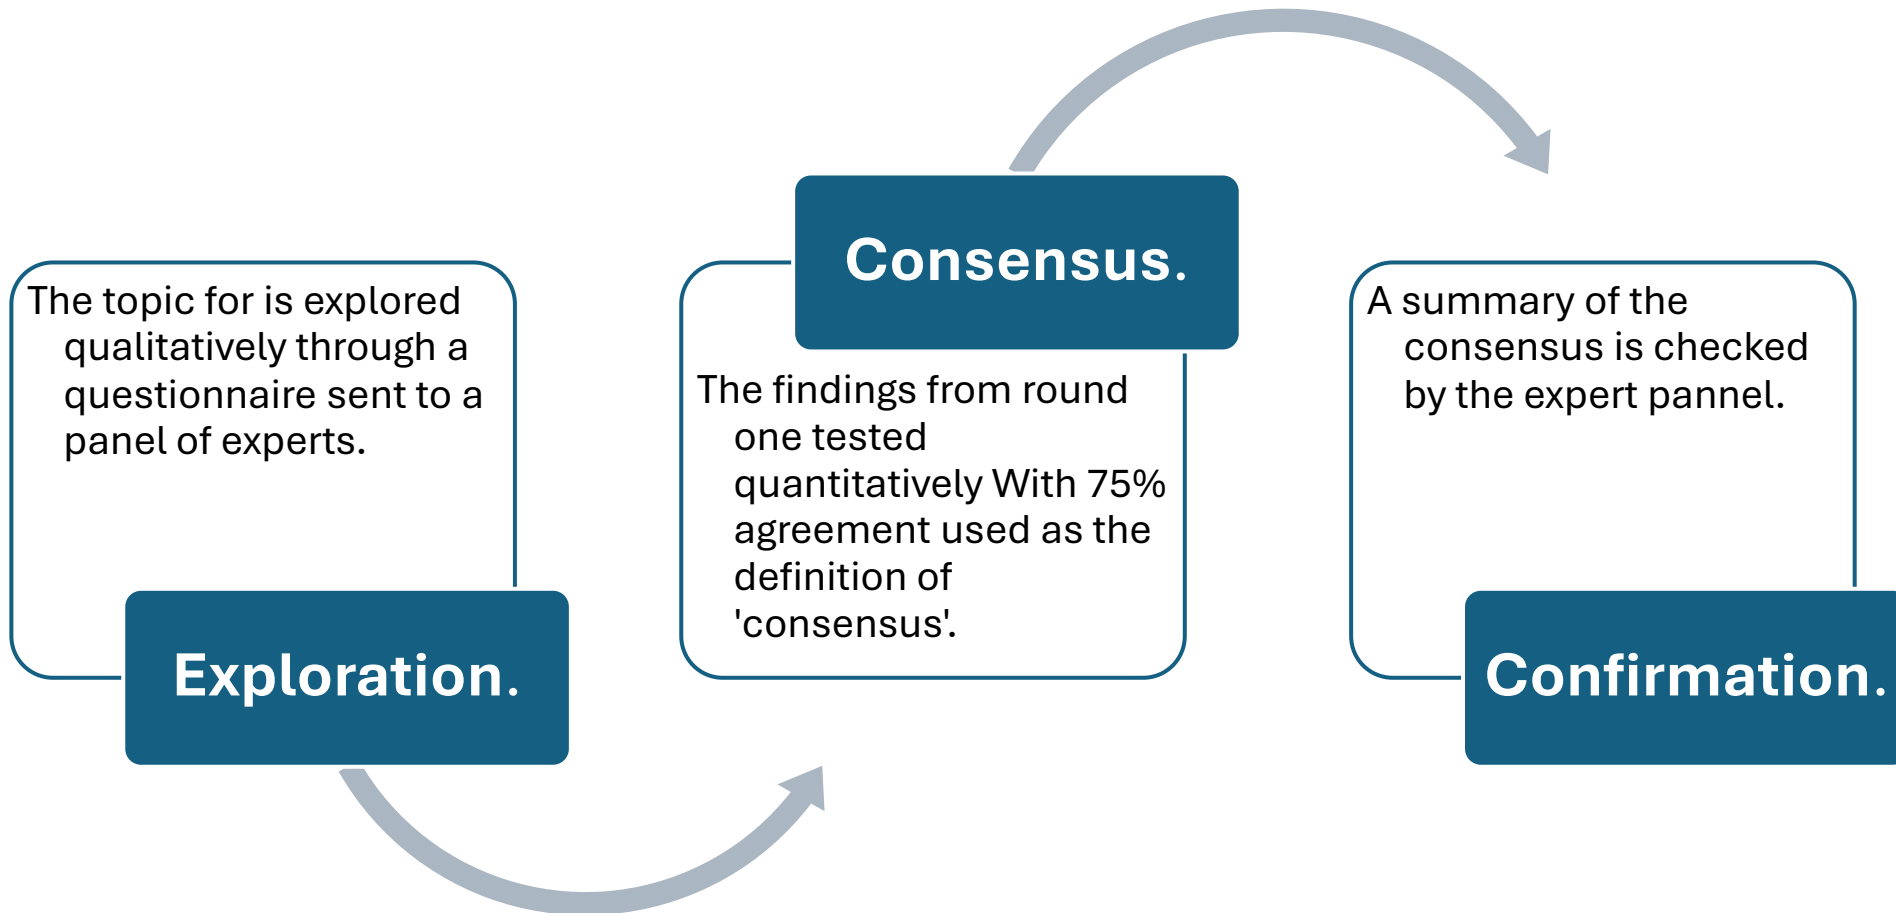 The topic for is explored
qualitatively through a
questionnaire sent to a
panel of experts.
Exploration.
Consensus.
The findings from round
one tested
quantitatively With 75%
agreement used as the
definition of
'consensus'.
A summary of the
consensus is checked
by the expert pannel.
Confirmation.